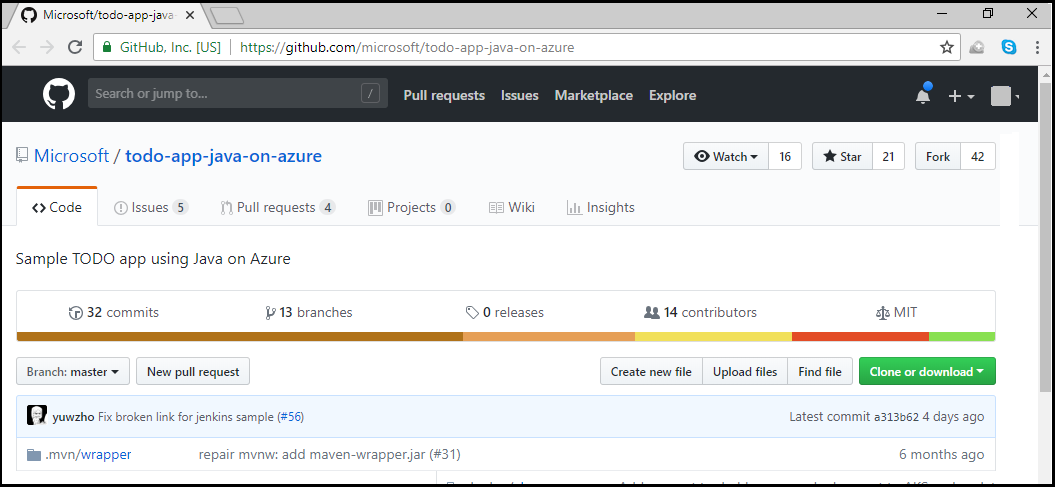 Microsoft/todo-app-java-
GitHub, Inc. [US] https://github.com/microsoft/todo-app-java-on-azure
Search or jump to... / Pull requests Issues Marketplace Explore
Microsoft / todo-app-java-on-azure Watch 16 Star 21 Fork 42
Code Issues 5 Pull requests 4 Projects 0 Wiki Insights
Sample TODO app using Java on Azure
32 commits 13 branches 0 releases 14 contributors MIT
Branch: master New pull request Create new file Upload files Find file Clone or download
yuwzho Fix broken link for jenkins sample (#56) Latest commit a313b62 4 days ago
.mvn/wrapper repair mvnw: add maven-wrapper.jar (#31) 6 months ago